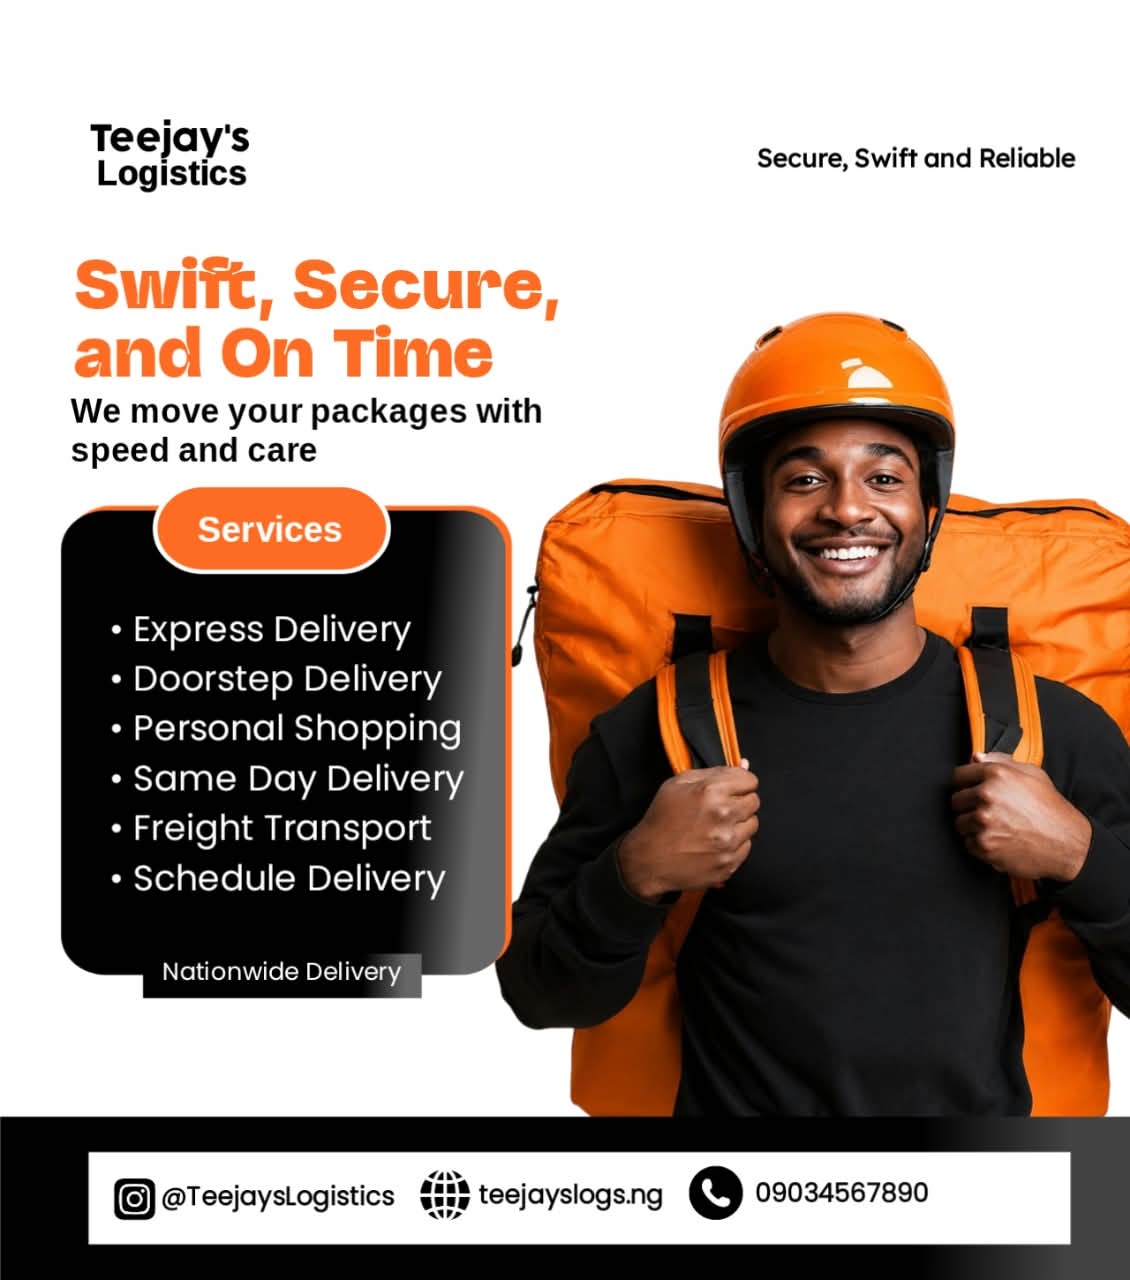 Teejay's
Logistics
Secure, Swift and Reliable
Swift, Secure,
and On Time
We move your packages with
speed and care
Services
• Express Delivery
• Doorstep Delivery
• Personal Shopping
• Same Day Delivery
• Freight Transport
• Schedule Delivery
Nationwide Delivery
@TeejaysLogistics
teejayslogs.ng
09034567890